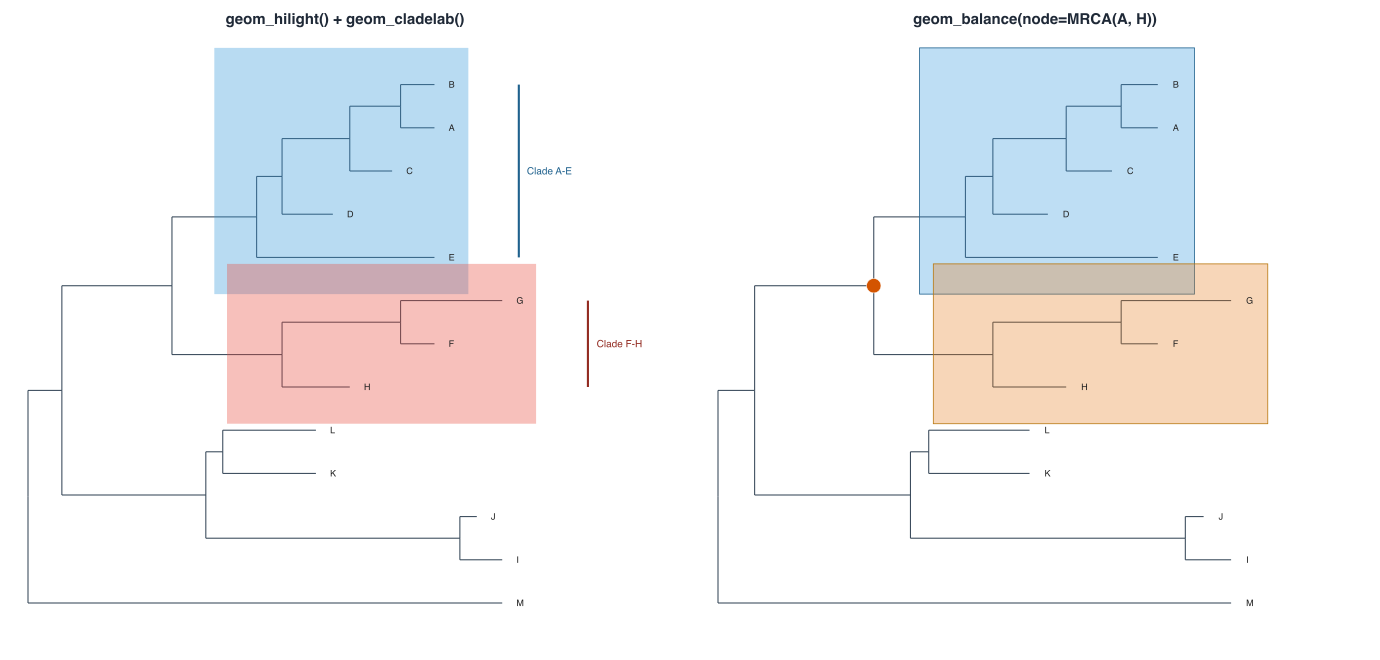 geom_hilight() + geom_cladelab()
B
A
C
D
E
G
F
H
L
K
J
I
M
Clade A-E
Clade F-H
geom_balance(node=MRCA(A, H))
B
A
C
D
E
G
F
H
L
K
J
I
M